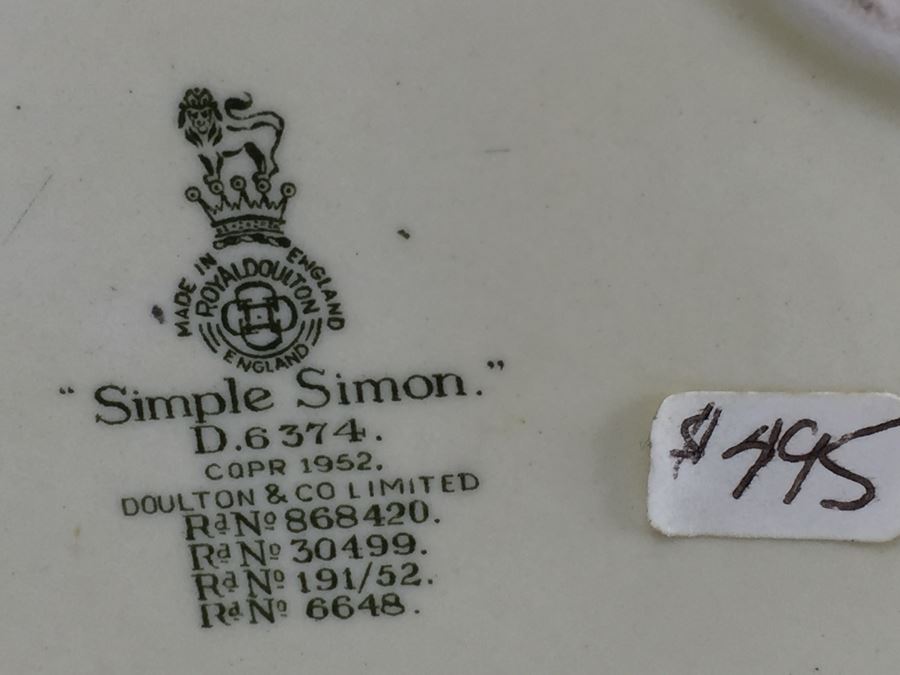 MADE IN ENGLAND
ROYAL DOULTON
ENGLAND
“Simple Simon.”
D.6374.
COPR 1952.
DOULTON & CO LIMITED
Rd No 868420.
Rd No 30499.
Rd No 191/52.
Rd No 6648.
$495